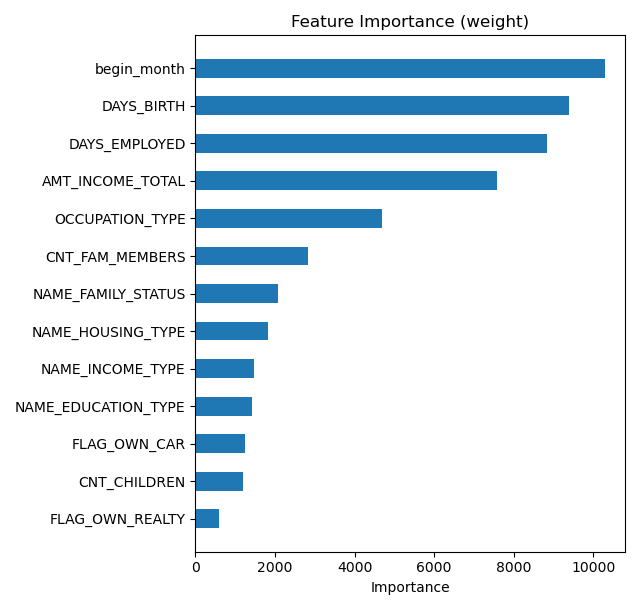 Feature Importance (weight)
begin_month
DAYS_BIRTH
DAYS_EMPLOYED
AMT_INCOME_TOTAL
OCCUPATION_TYPE
CNT_FAM_MEMBERS
NAME_FAMILY_STATUS
NAME_HOUSING_TYPE
NAME_INCOME_TYPE
NAME_EDUCATION_TYPE
FLAG_OWN_CAR
CNT_CHILDREN
FLAG_OWN_REALTY
0 2000 4000 6000 8000 10000
Importance